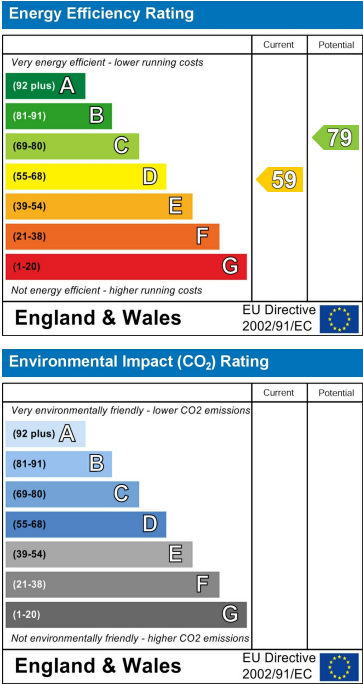 Energy Efficiency Rating
Current Potential
Very energy efficient - lower running costs
(92 plus) A
(81-91) B
(69-80) C
79
(55-68) D
59
(39-54) E
(21-38) F
(1-20) G
Not energy efficient - higher running costs
England & Wales
EU Directive
2002/91/EC
Environmental Impact (CO₂) Rating
Current Potential
Very environmentally friendly - lower CO2 emissions
(92 plus) A
(81-91) B
(69-80) C
(55-68) D
(39-54) E
(21-38) F
(1-20) G
Not environmentally friendly - higher CO2 emissions
England & Wales
EU Directive
2002/91/EC